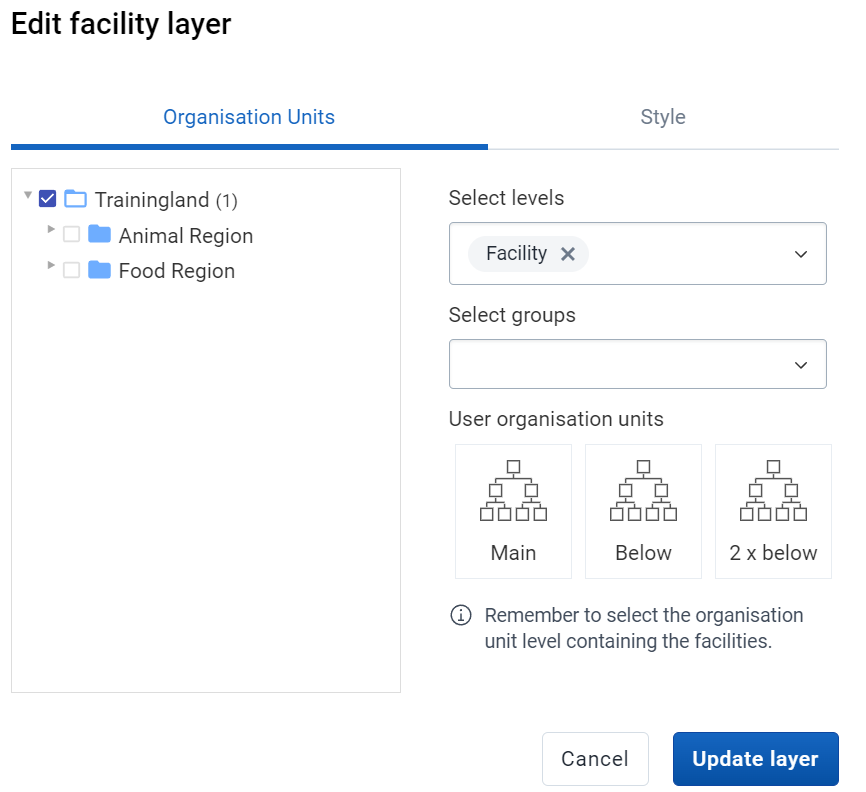 Edit facility layer
Organisation Units
Style
Trainingland (1)
Animal Region
Food Region
Select levels
Facility
Select groups
User organisation units
Main
Below
2 x below
Remember to select the organisation
unit level containing the facilities.
Cancel
Update layer